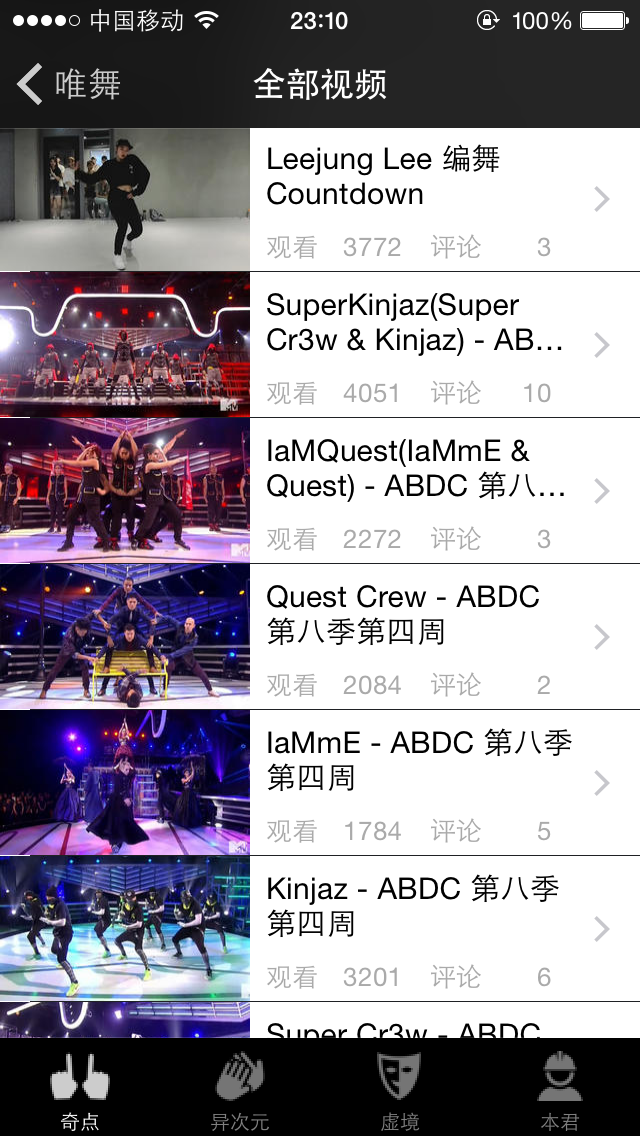 中国移动
23:10
100%
唯舞
全部视频
Leejung Lee 编舞
Countdown
观看 3772 评论 3
SuperKinjaz(Super
Cr3w & Kinjaz) - AB…
观看 4051 评论 10
IaMQuest(IaMmE &
Quest) - ABDC 第八…
观看 2272 评论 3
Quest Crew - ABDC
第八季第四周
观看 2084 评论 2
IaMmE - ABDC 第八季
第四周
观看 1784 评论 5
Kinjaz - ABDC 第八季
第四周
观看 3201 评论 6
Super Cr3w - ABDC
奇点
异次元
虚境
本君